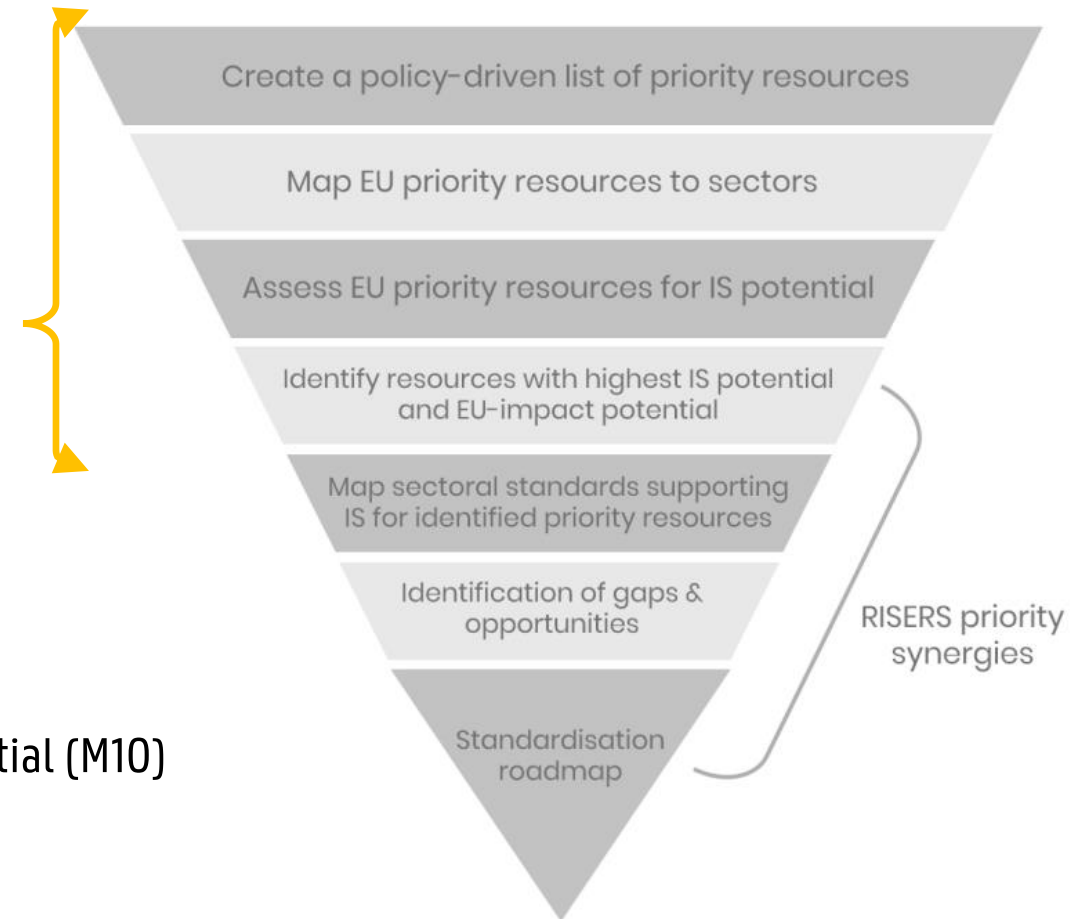 Create a policy-driven list of priority resources
Map EU priority resources to sectors
Assess EU priority resources for IS potential
Identify resources with highest IS potential
and EU-impact potential
Map sectoral standards supporting
IS for identified priority resources
Identification of gaps &
opportunities
RISERS priority
synergies
Standardisation
roadmap
tial (M10)